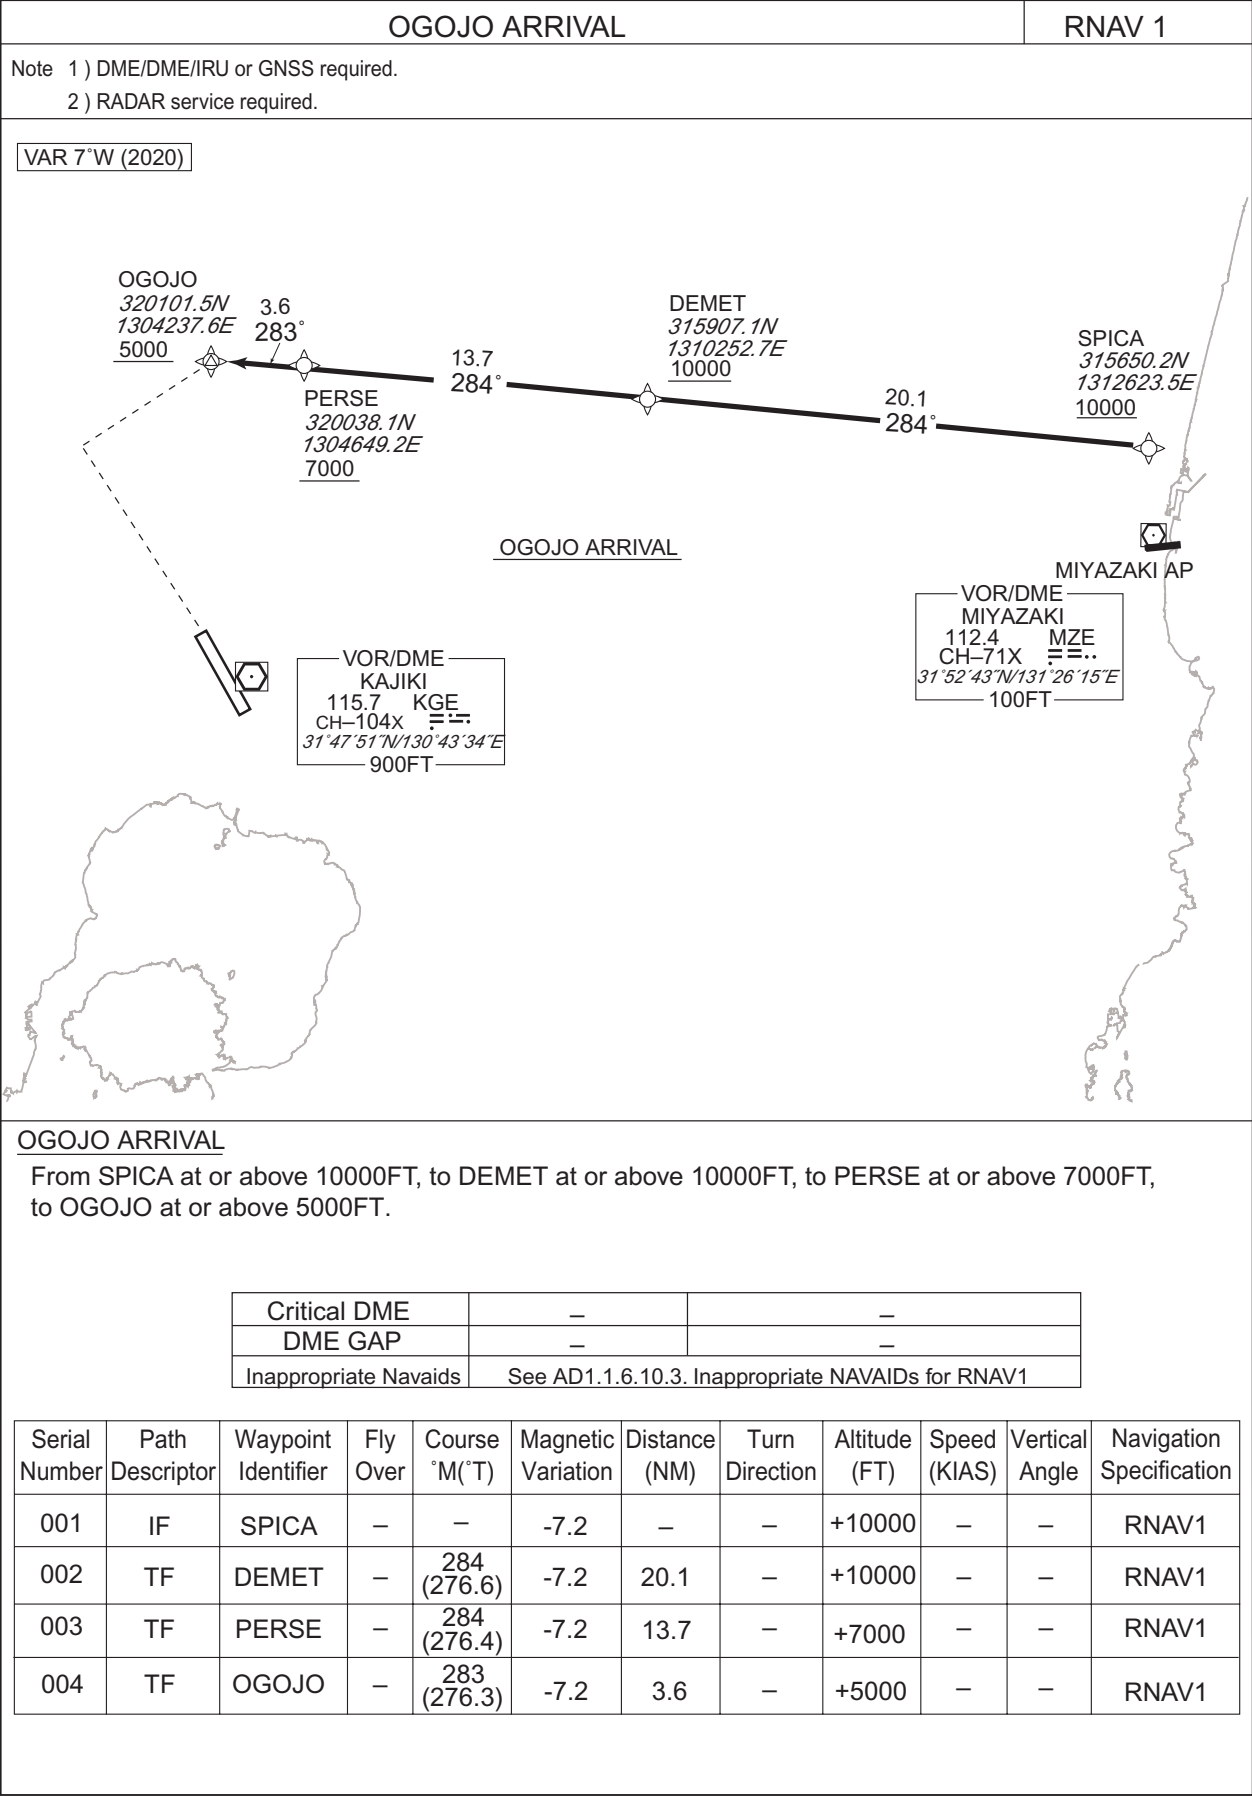 OGOJO ARRIVAL
RNAV 1
Note 1 ) DME/DME/IRU or GNSS required.
2 ) RADAR service required.
VAR 7˚W (2020)
OGOJO
320101.5N
1304237.6E
5000
3.6
283˚
PERSE
320038.1N
1304649.2E
7000
13.7
284˚
DEMET
315907.1N
1310252.7E
10000
20.1
284˚
SPICA
315650.2N
1312623.5E
10000
OGOJO ARRIVAL
MIYAZAKI AP
VOR/DME
MIYAZAKI
112.4 MZE
CH–71X
31˚52´43˝N/131˚26´15˝E
100FT
VOR/DME
KAJIKI
115.7 KGE
CH–104X
31˚47´51˝N/130˚43´34˝E
900FT
OGOJO ARRIVAL
From SPICA at or above 10000FT, to DEMET at or above 10000FT, to PERSE at or above 7000FT,
to OGOJO at or above 5000FT.
Critical DME – –
DME GAP – –
Inappropriate Navaids See AD1.1.6.10.3. Inappropriate NAVAIDs for RNAV1
Serial Path Waypoint Fly Course Magnetic Distance Turn Altitude Speed Vertical Navigation
Number Descriptor Identifier Over ˚M(˚T) Variation (NM) Direction (FT) (KIAS) Angle Specification
001 IF SPICA – – -7.2 – – +10000 – – RNAV1
002 TF DEMET – 284 (276.6) -7.2 20.1 – +10000 – – RNAV1
003 TF PERSE – 284 (276.4) -7.2 13.7 – +7000 – – RNAV1
004 TF OGOJO – 283 (276.3) -7.2 3.6 – +5000 – – RNAV1